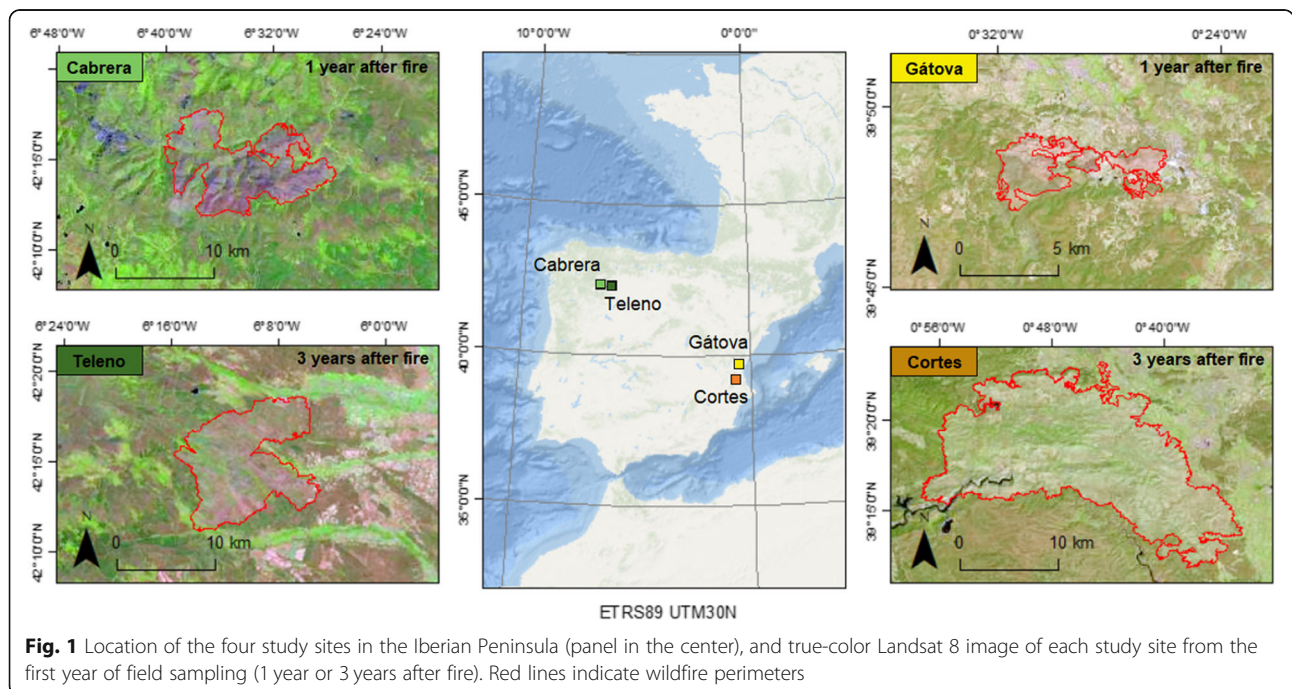 6°48'0"W 6°40'0"W 6°32'0"W 6°24'0"W
Cabrera
1 year after fire
42°15'0"N
42°10'0"N
N
0 10 km
6°24'0"W 6°16'0"W 6°8'0"W 6°0'0"W
Teleno
3 years after fire
42°20'0"N
42°15'0"N
42°10'0"N
N
0 10 km
10°0'0"W 0°0'0"
45°0'0"N
40°0'0"N
35°0'0"N
Cabrera
Teleno
Gátova
Cortes
ETRS89 UTM30N
0°32'0"W 0°24'0"W
Gátova
1 year after fire
39°50'0"N
39°45'0"N
N
0 5 km
0°56'0"W 0°48'0"W 0°40'0"W
Cortes
3 years after fire
39°20'0"N
39°15'0"N
N
0 10 km
Fig. 1 Location of the four study sites in the Iberian Peninsula (panel in the center), and true-color Landsat 8 image of each study site from the
first year of field sampling (1 year or 3 years after fire). Red lines indicate wildfire perimeters